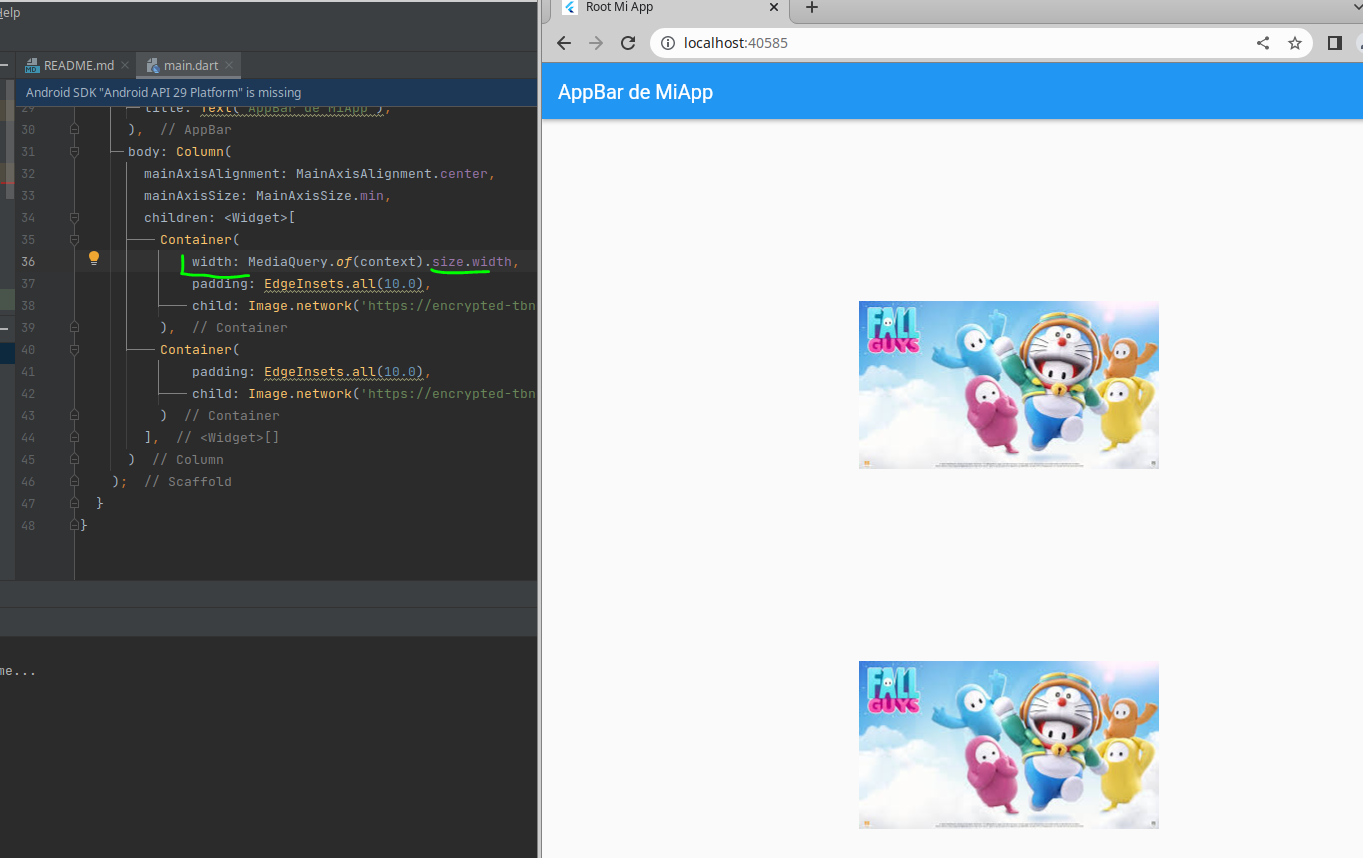 Help
README.md
main.dart
Android SDK "Android API 29 Platform" is missing
29 title: Text("AppBar de MiApp"),
30 ), // AppBar
31 body: Column(
32 mainAxisAlignment: MainAxisAlignment.center,
33 mainAxisSize: MainAxisSize.min,
34 children: <Widget>[
35 Container(
36 width: MediaQuery.of(context).size.width,
37 padding: EdgeInsets.all(10.0),
38 child: Image.network('https://encrypted-tbn
39 ), // Container
40 Container(
41 padding: EdgeInsets.all(10.0),
42 child: Image.network('https://encrypted-tbn
43 ) // Container
44 ], // <Widget>[]
45 ) // Column
46 ); // Scaffold
47 }
48 }
me...
Root Mi App
localhost:40585
AppBar de MiApp
FALL
GUYS
FALL
GUYS